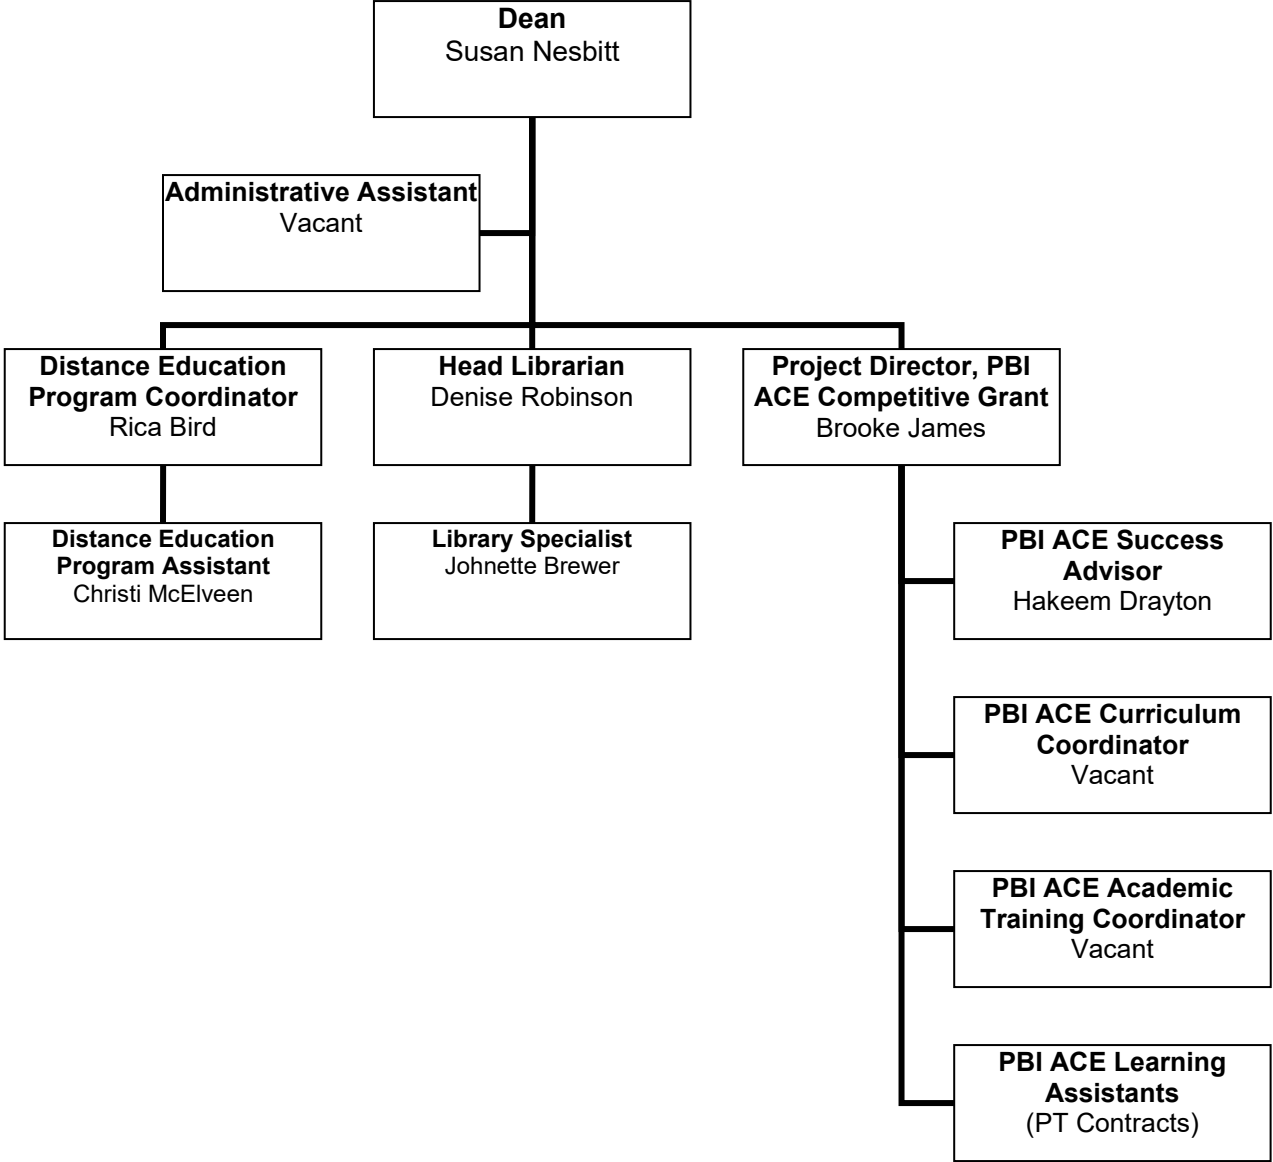 Dean
Susan Nesbitt
Administrative Assistant
Vacant
Distance Education
Program Coordinator
Rica Bird
Head Librarian
Denise Robinson
Project Director, PBI
ACE Competitive Grant
Brooke James
Distance Education
Program Assistant
Christi McElveen
Library Specialist
Johnette Brewer
PBI ACE Success
Advisor
Hakeem Drayton
PBI ACE Curriculum
Coordinator
Vacant
PBI ACE Academic
Training Coordinator
Vacant
PBI ACE Learning
Assistants
(PT Contracts)